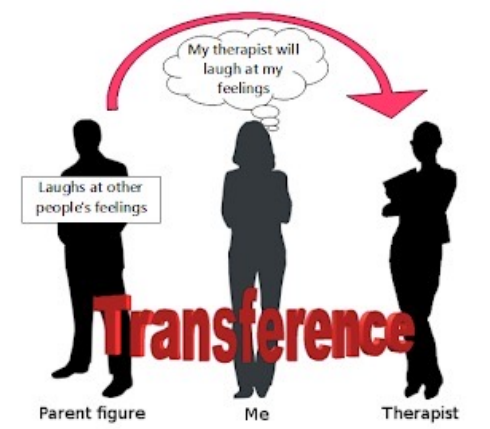 My therapist will
laugh at my
feelings
Laughs at other
people's feelings
Transference
Parent figure
Me
Therapist